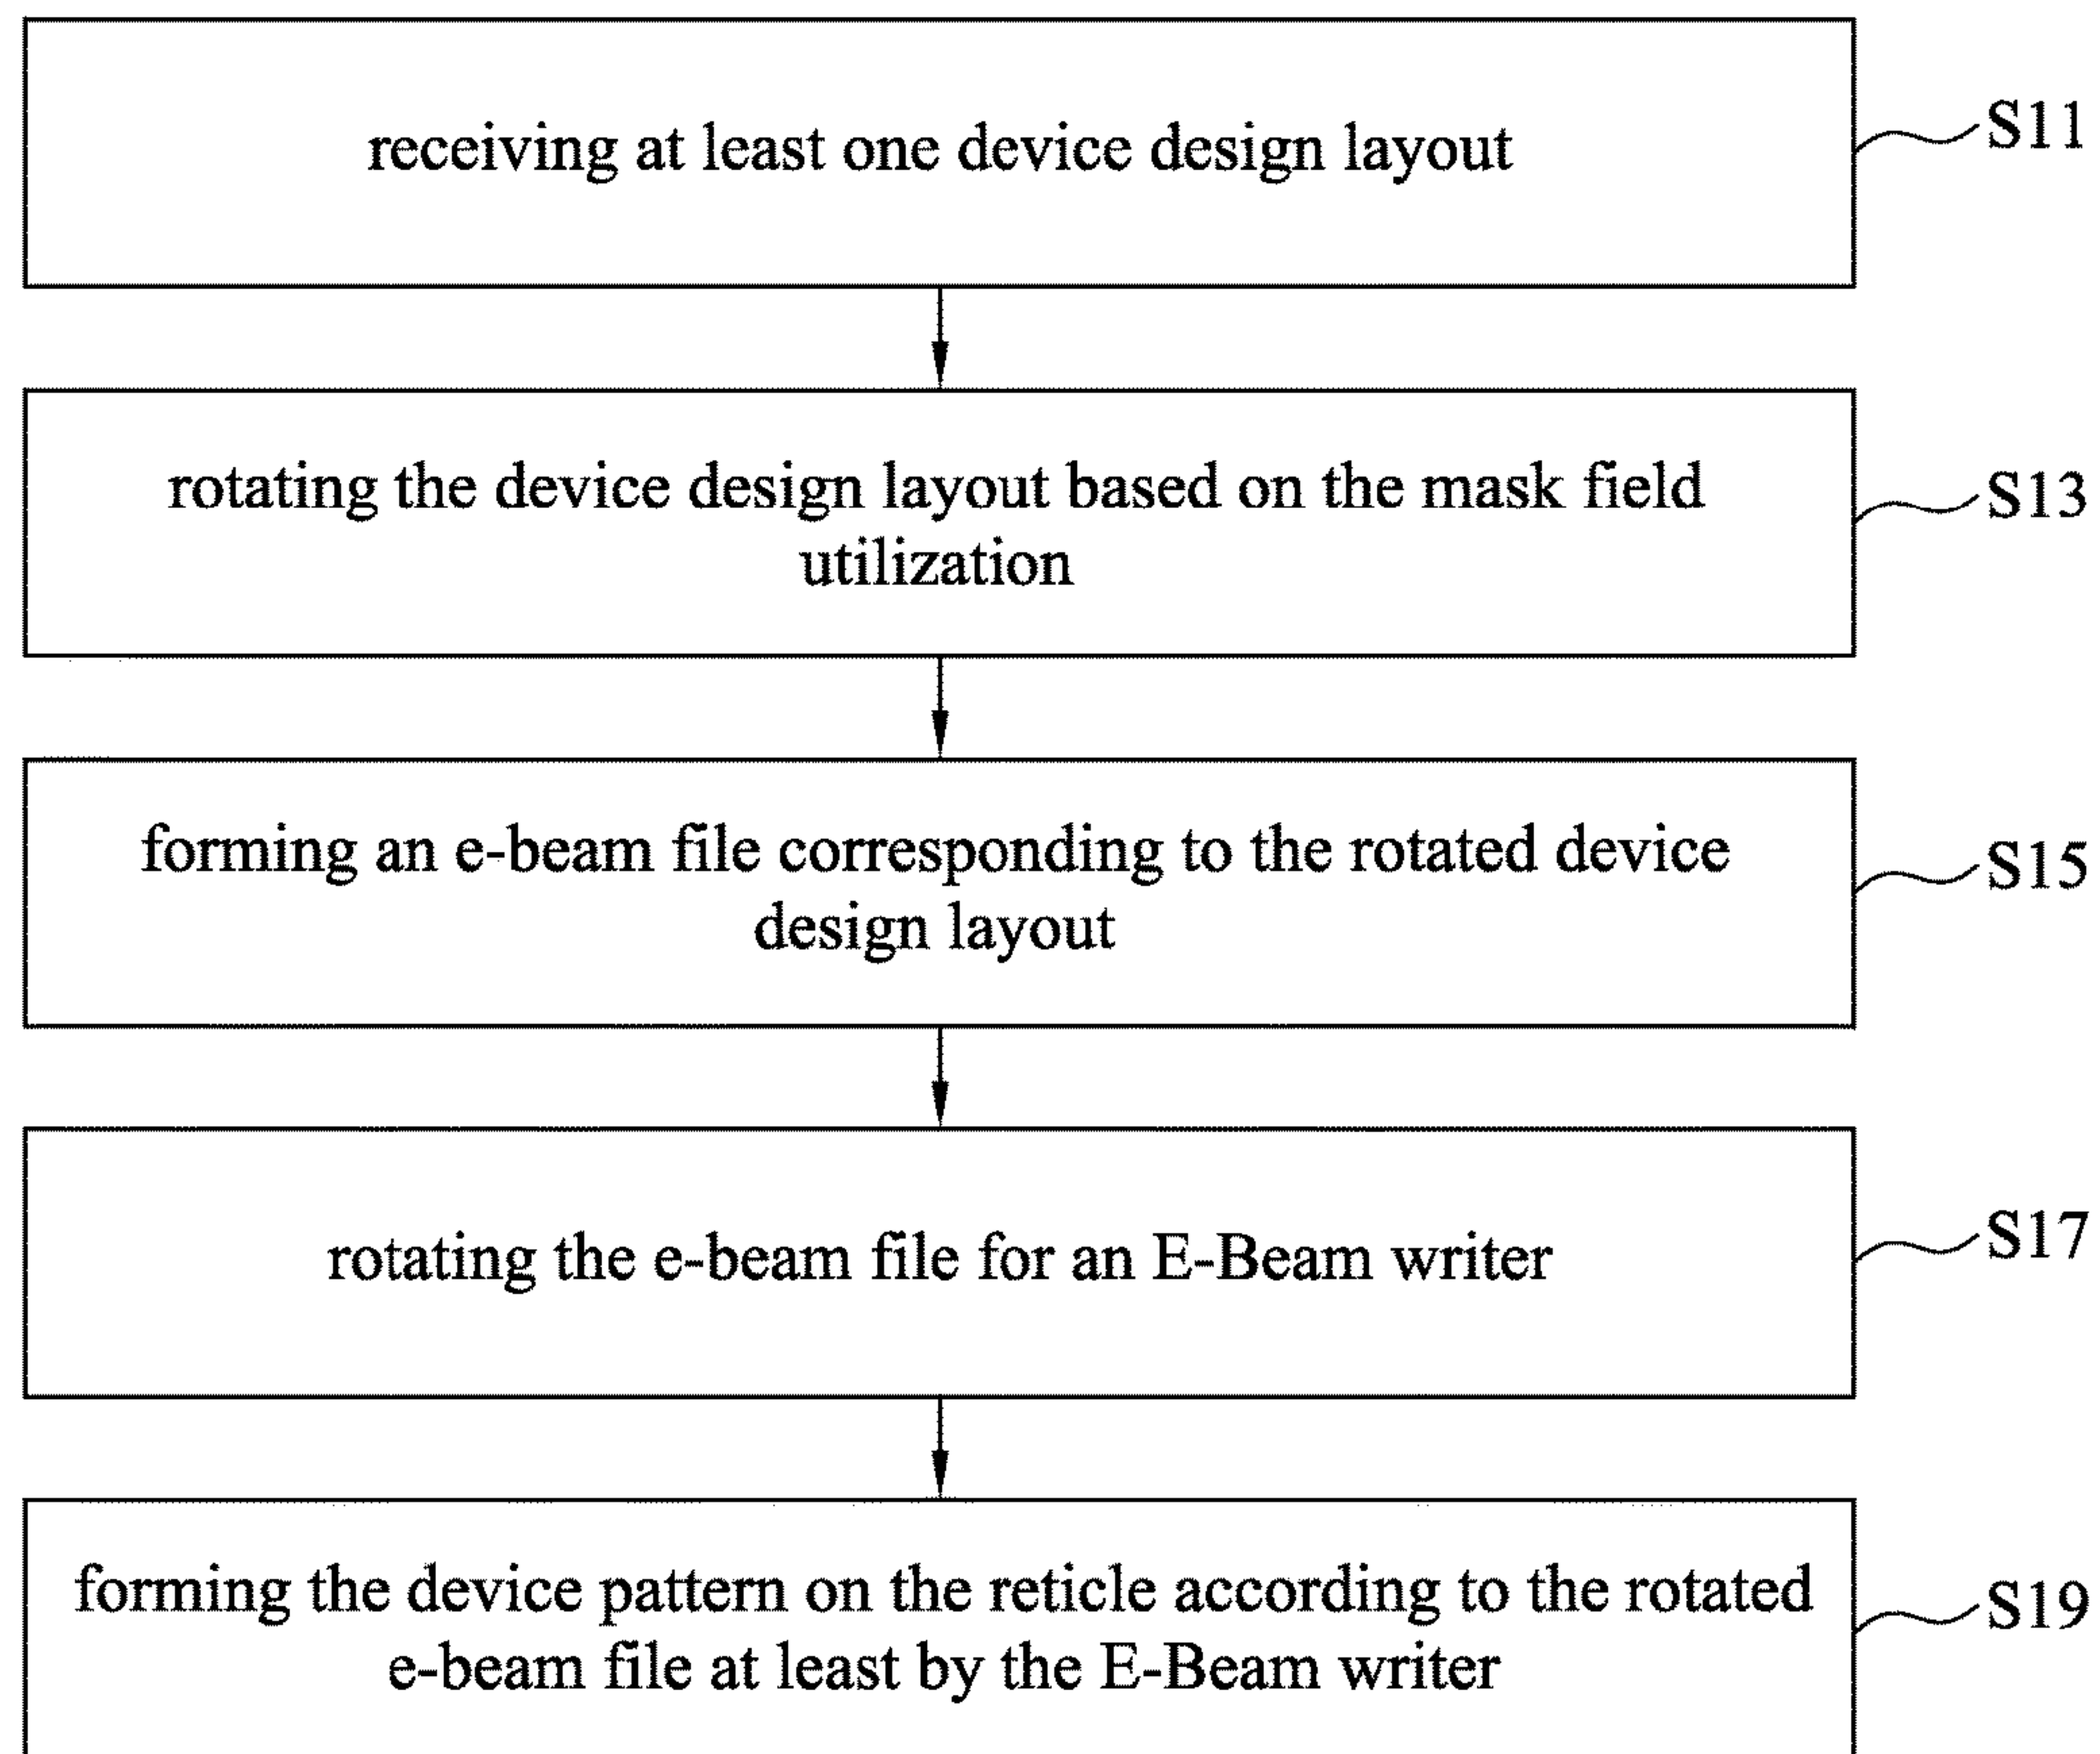 receiving at least one device design layout
S11
rotating the device design layout based on the mask field
utilization
S13
forming an e-beam file corresponding to the rotated device
design layout
S15
rotating the e-beam file for an E-Beam writer
S17
forming the device pattern on the reticle according to the rotated
e-beam file at least by the E-Beam writer
S19